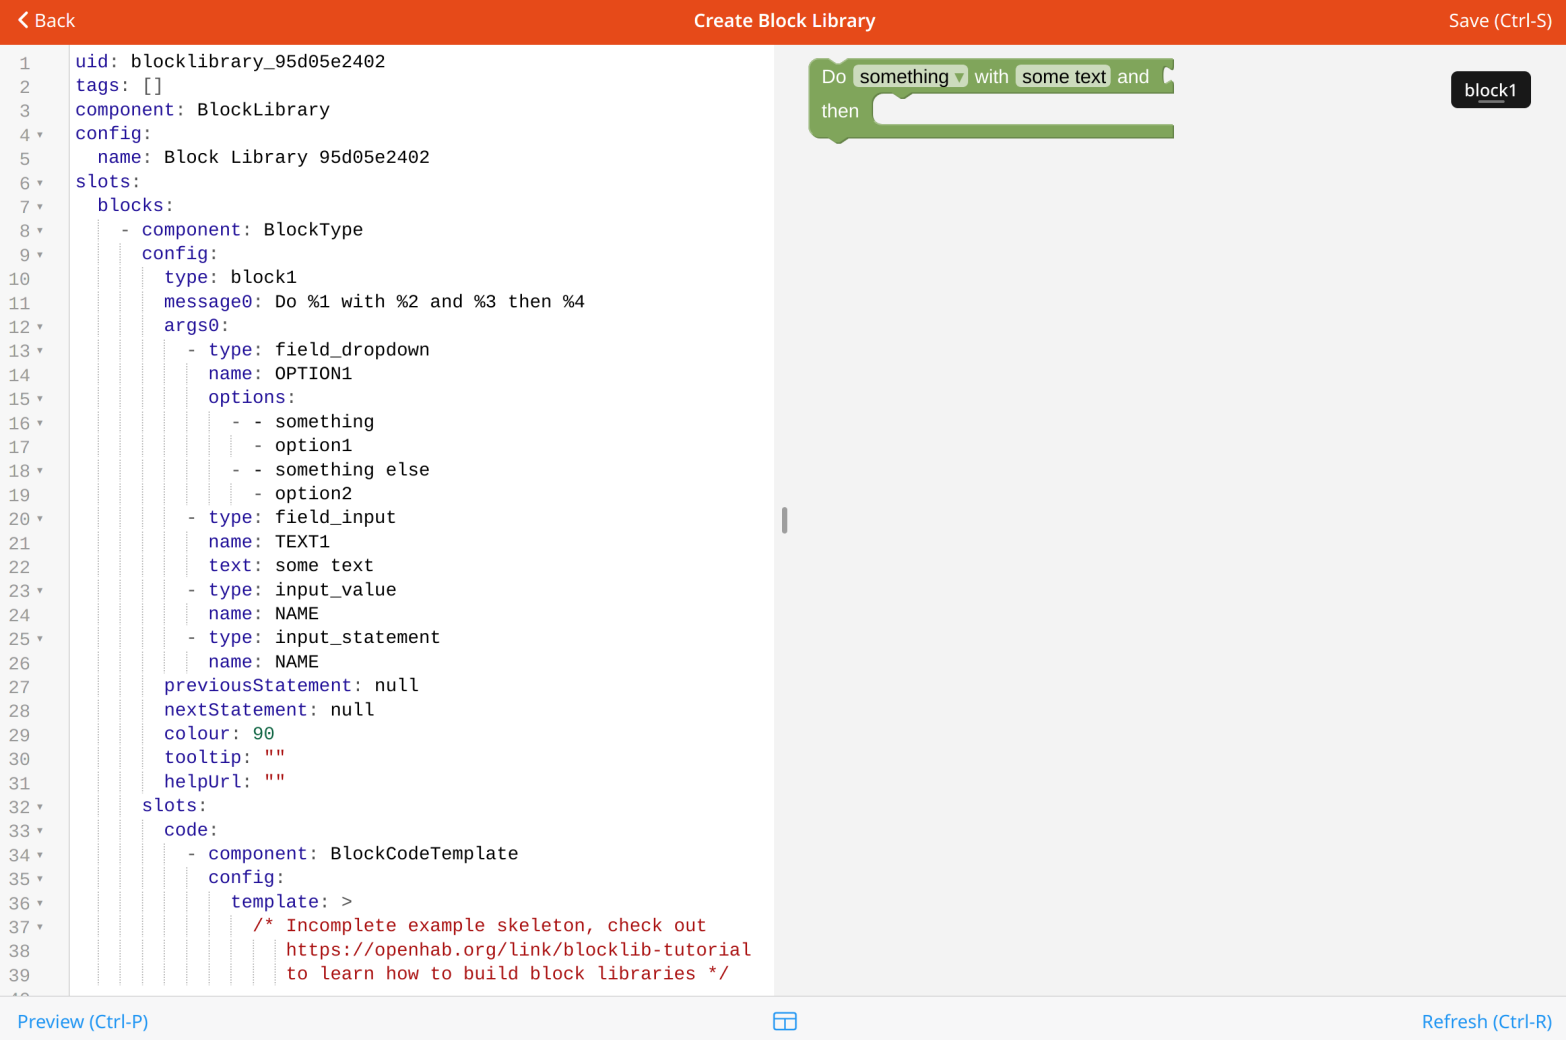 Back
Create Block Library
Save (Ctrl-S)
1 uid: blocklibrary_95d05e2402
2 tags: []
3 component: BlockLibrary
4 config:
5   name: Block Library 95d05e2402
6 slots:
7   blocks:
8     - component: BlockType
9       config:
10         type: block1
11         message0: Do %1 with %2 and %3 then %4
12         args0:
13           - type: field_dropdown
14             name: OPTION1
15             options:
16               - - something
17                 - option1
18               - - something else
19                 - option2
20           - type: field_input
21             name: TEXT1
22             text: some text
23           - type: input_value
24             name: NAME
25           - type: input_statement
26             name: NAME
27         previousStatement: null
28         nextStatement: null
29         colour: 90
30         tooltip: ""
31         helpUrl: ""
32       slots:
33         code:
34           - component: BlockCodeTemplate
35             config:
36               template: >
37                 /* Incomplete example skeleton, check out
38                    https://openhab.org/link/blocklib-tutorial
39                    to learn how to build block libraries */
Do something with some text and
then
block1
Preview (Ctrl-P)
Refresh (Ctrl-R)